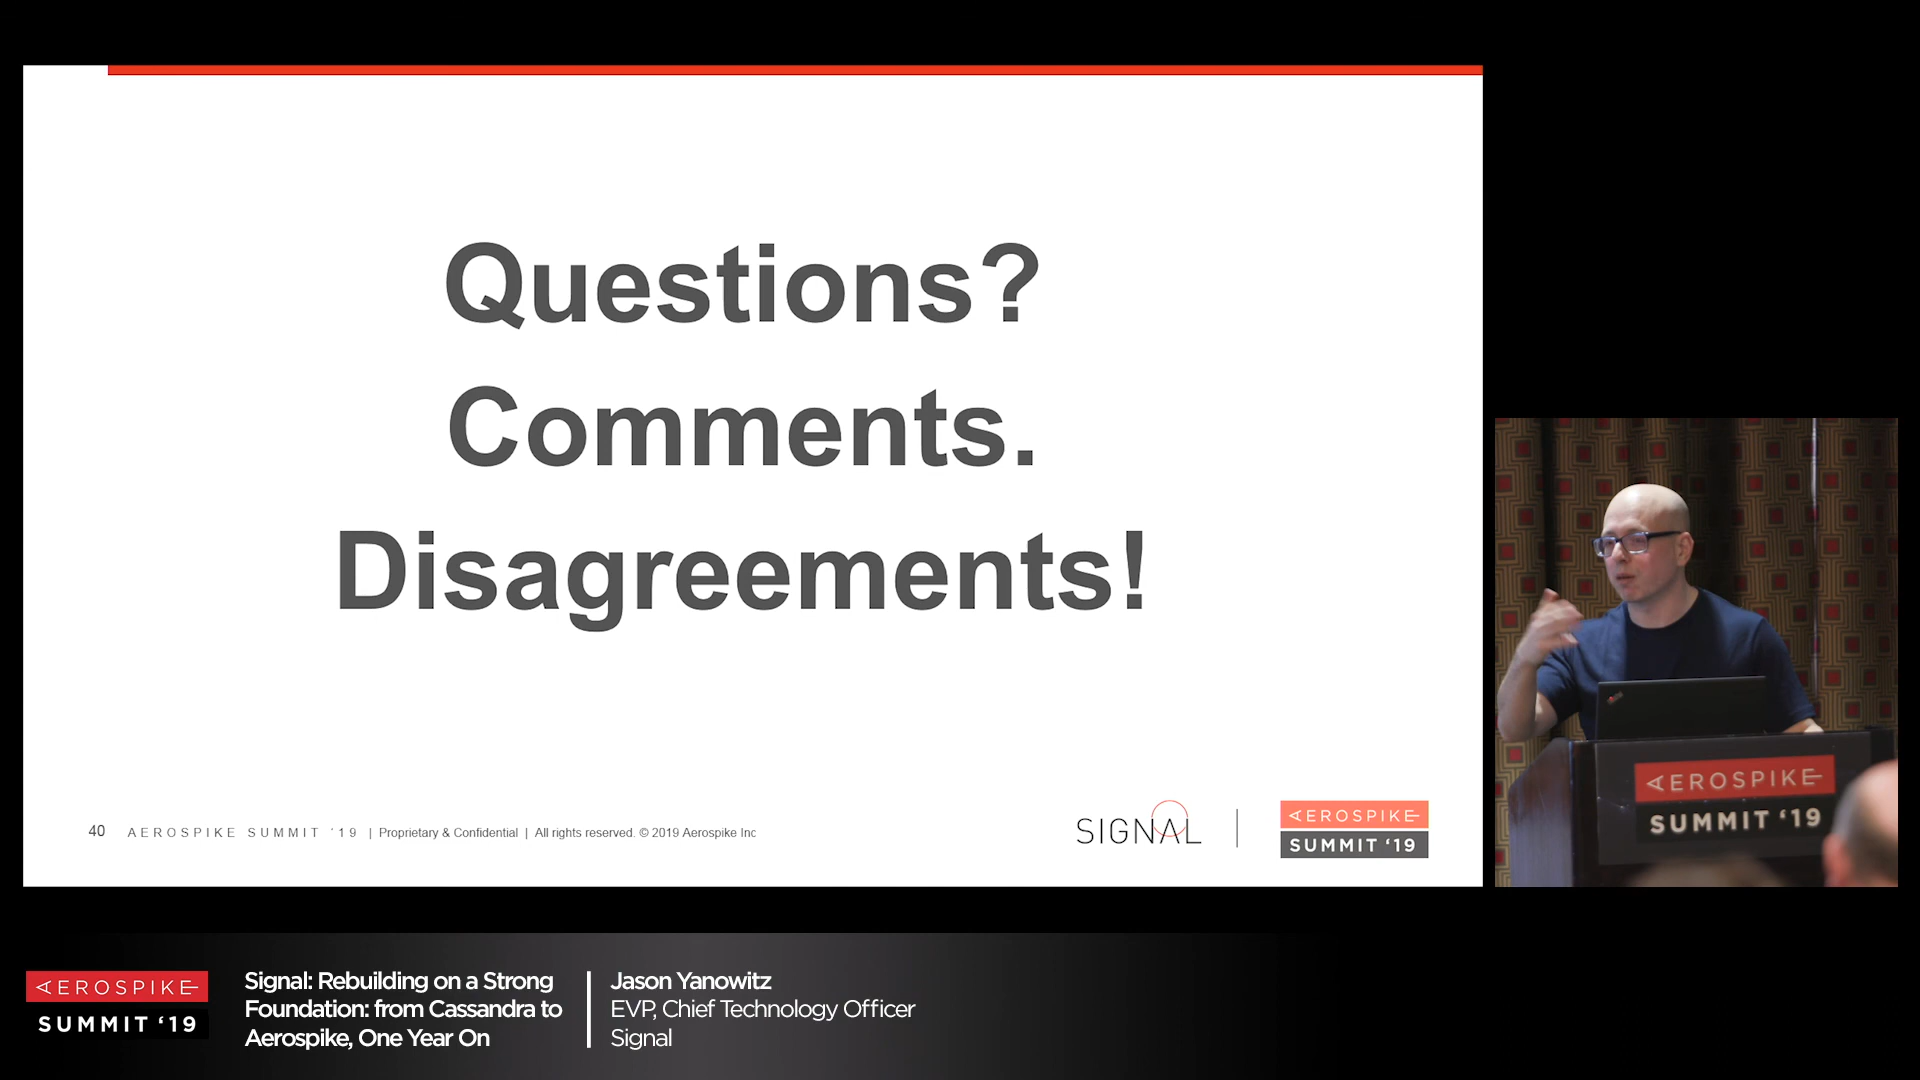 Questions?
Comments.
Disagreements!
40 AEROSPIKE SUMMIT '19 | Proprietary & Confidential | All rights reserved. © 2019 Aerospike Inc
SIGNAL
AEROSPIKE
SUMMIT '19
AEROSPIKE
SUMMIT '19
AEROSPIKE
SUMMIT '19
Signal: Rebuilding on a Strong
Foundation: from Cassandra to
Aerospike, One Year On
Jason Yanowitz
EVP, Chief Technology Officer
Signal